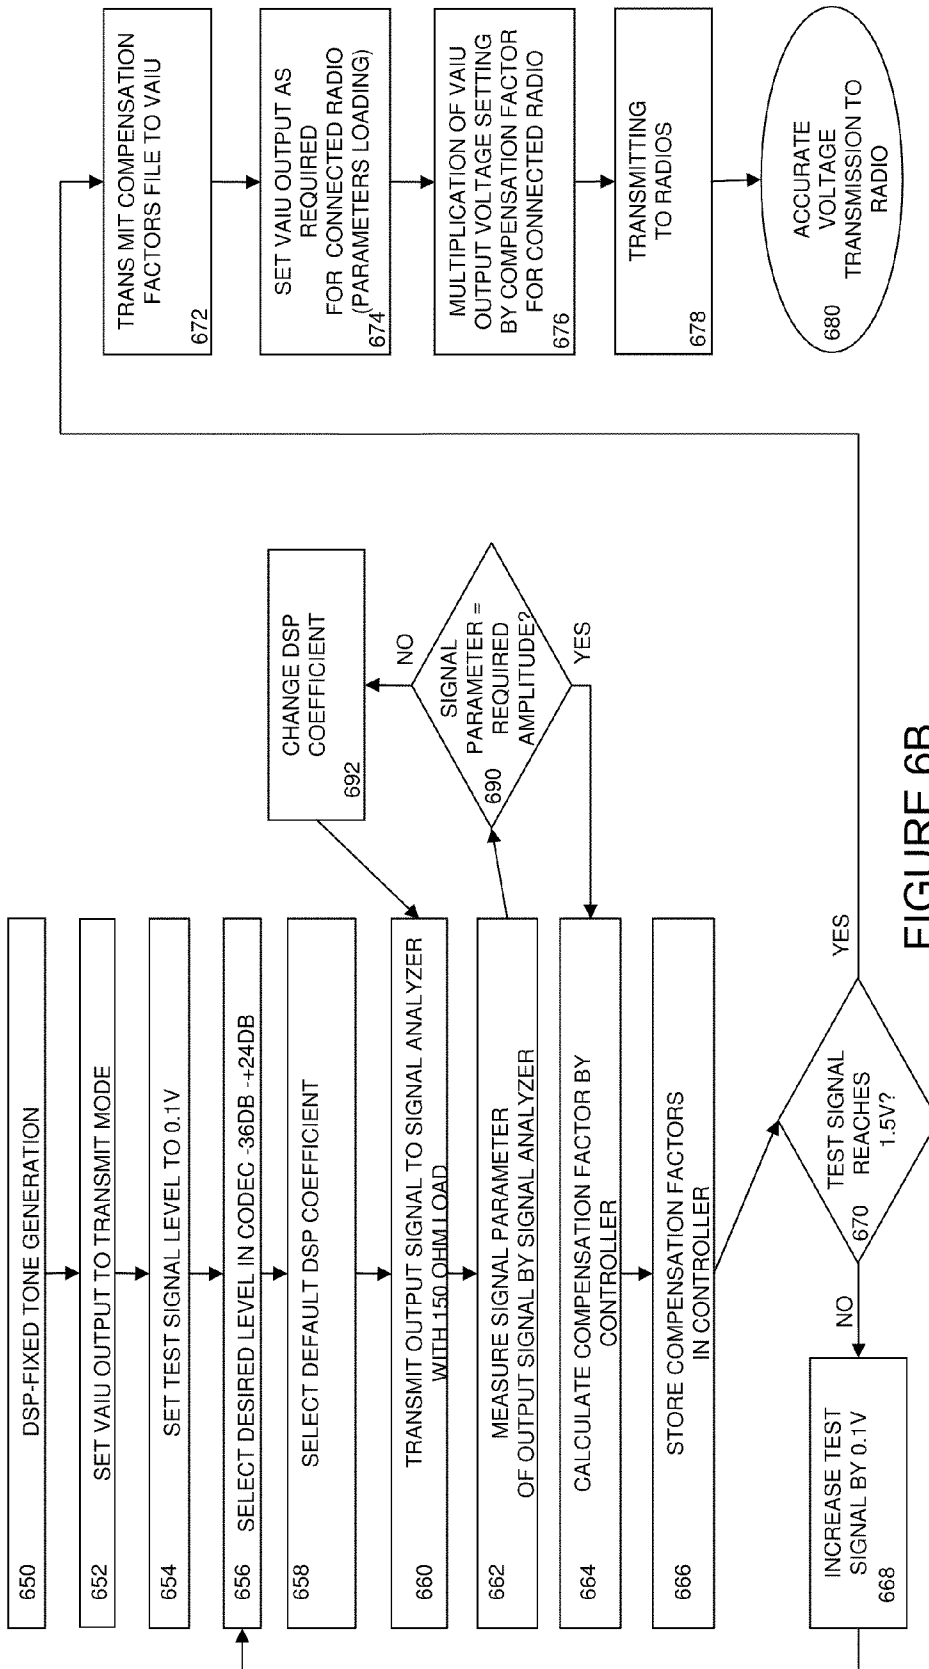 650
DSP-FIXED TONE GENERATION
652
SET VAIU OUTPUT TO TRANSMIT MODE
654
SET TEST SIGNAL LEVEL TO 0.1V
656
SELECT DESIRED LEVEL IN CODEC -36DB -+24DB
658
SELECT DEFAULT DSP COEFFICIENT
660
TRANSMIT OUTPUT SIGNAL TO SIGNAL ANALYZER
WITH 150 OHM LOAD
662
MEASURE SIGNAL PARAMETER
OF OUTPUT SIGNAL BY SIGNAL ANALYZER
664
CALCULATE COMPENSATION FACTOR BY
CONTROLLER
666
STORE COMPENSATION FACTORS
IN CONTROLLER
INCREASE TEST
SIGNAL BY 0.1V
668
NO
TEST SIGNAL
REACHES
1.5V?
670
YES
CHANGE DSP
COEFFICIENT
692
NO
SIGNAL
PARAMETER =
REQUIRED
AMPLITUDE?
690
YES
TRANS MIT COMPENSATION
FACTORS FILE TO VAIU
672
SET VAIU OUTPUT AS
REQUIRED
FOR CONNECTED RADIO
(PARAMETERS LOADING)
674
MULTIPLICATION OF VAIU
OUTPUT VOLTAGE SETTING
BY COMPENSATION FACTOR
FOR CONNECTED RADIO
676
TRANSMITTING
TO RADIOS
678
ACCURATE
VOLTAGE
TRANSMISSION TO
RADIO
680
FIGURE 6B